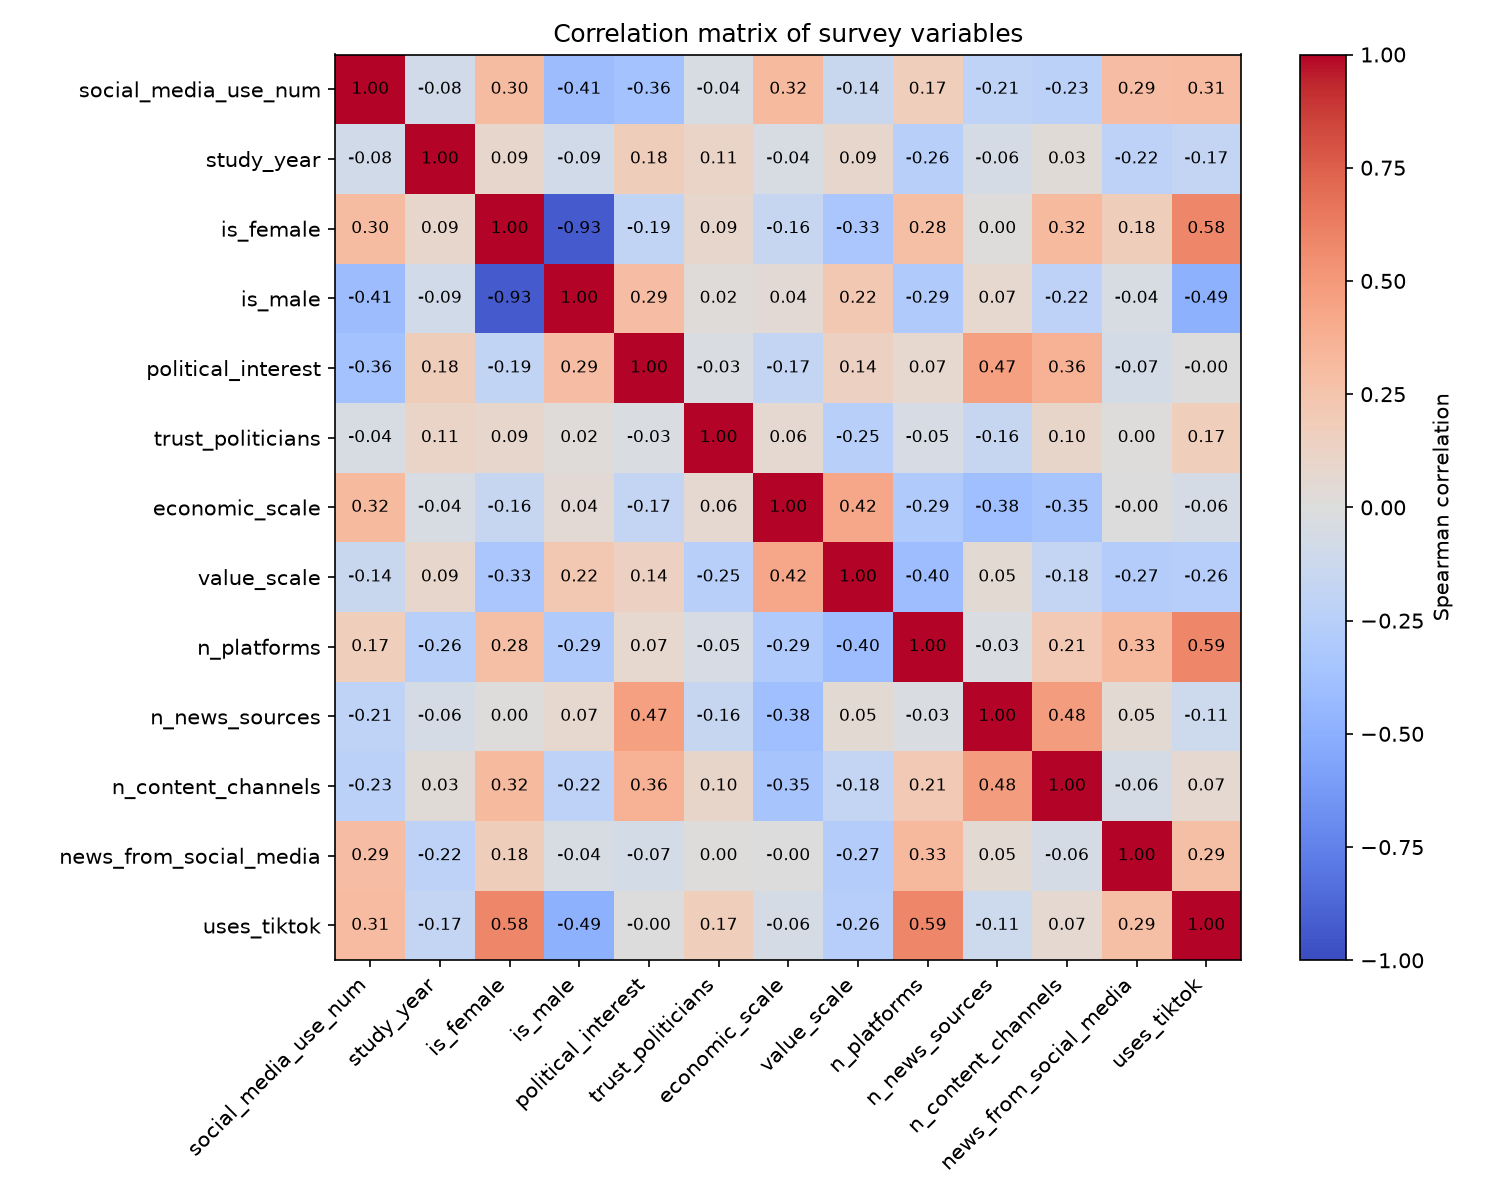 Correlation matrix of survey variables
social_media_use_num 1.00 -0.08 0.30 -0.41 -0.36 -0.04 0.32 -0.14 0.17 -0.21 -0.23 0.29 0.31
study_year -0.08 1.00 0.09 -0.09 0.18 0.11 -0.04 0.09 -0.26 -0.06 0.03 -0.22 -0.17
is_female 0.30 0.09 1.00 -0.93 -0.19 0.09 -0.16 -0.33 0.28 0.00 0.32 0.18 0.58
is_male -0.41 -0.09 -0.93 1.00 0.29 0.02 0.04 0.22 -0.29 0.07 -0.22 -0.04 -0.49
political_interest -0.36 0.18 -0.19 0.29 1.00 -0.03 -0.17 0.14 0.07 0.47 0.36 -0.07 -0.00
trust_politicians -0.04 0.11 0.09 0.02 -0.03 1.00 0.06 -0.25 -0.05 -0.16 0.10 0.00 0.17
economic_scale 0.32 -0.04 -0.16 0.04 -0.17 0.06 1.00 0.42 -0.29 -0.38 -0.35 -0.00 -0.06
value_scale -0.14 0.09 -0.33 0.22 0.14 -0.25 0.42 1.00 -0.40 0.05 -0.18 -0.27 -0.26
n_platforms 0.17 -0.26 0.28 -0.29 0.07 -0.05 -0.29 -0.40 1.00 -0.03 0.21 0.33 0.59
n_news_sources -0.21 -0.06 0.00 0.07 0.47 -0.16 -0.38 0.05 -0.03 1.00 0.48 0.05 -0.11
n_content_channels -0.23 0.03 0.32 -0.22 0.36 0.10 -0.35 -0.18 0.21 0.48 1.00 -0.06 0.07
news_from_social_media 0.29 -0.22 0.18 -0.04 -0.07 0.00 -0.00 -0.27 0.33 0.05 -0.06 1.00 0.29
uses_tiktok 0.31 -0.17 0.58 -0.49 -0.00 0.17 -0.06 -0.26 0.59 -0.11 0.07 0.29 1.00
social_media_use_num
study_year
is_female
is_male
political_interest
trust_politicians
economic_scale
value_scale
n_platforms
n_news_sources
n_content_channels
news_from_social_media
uses_tiktok
1.00
0.75
0.50
0.25
0.00
−0.25
−0.50
−0.75
−1.00
Spearman correlation